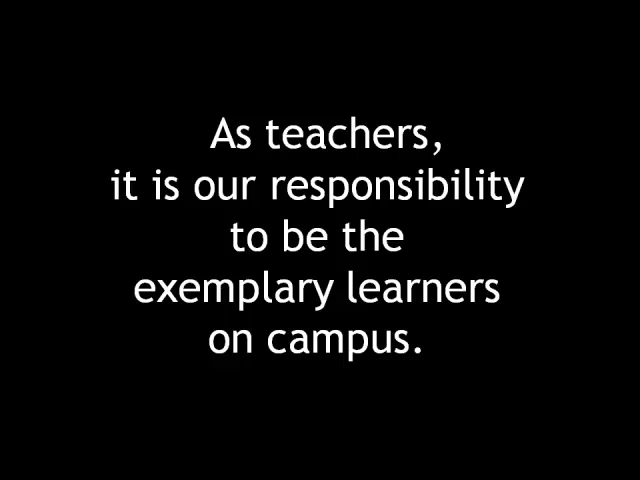 As teachers,
it is our responsibility
to be the
exemplary learners
on campus.